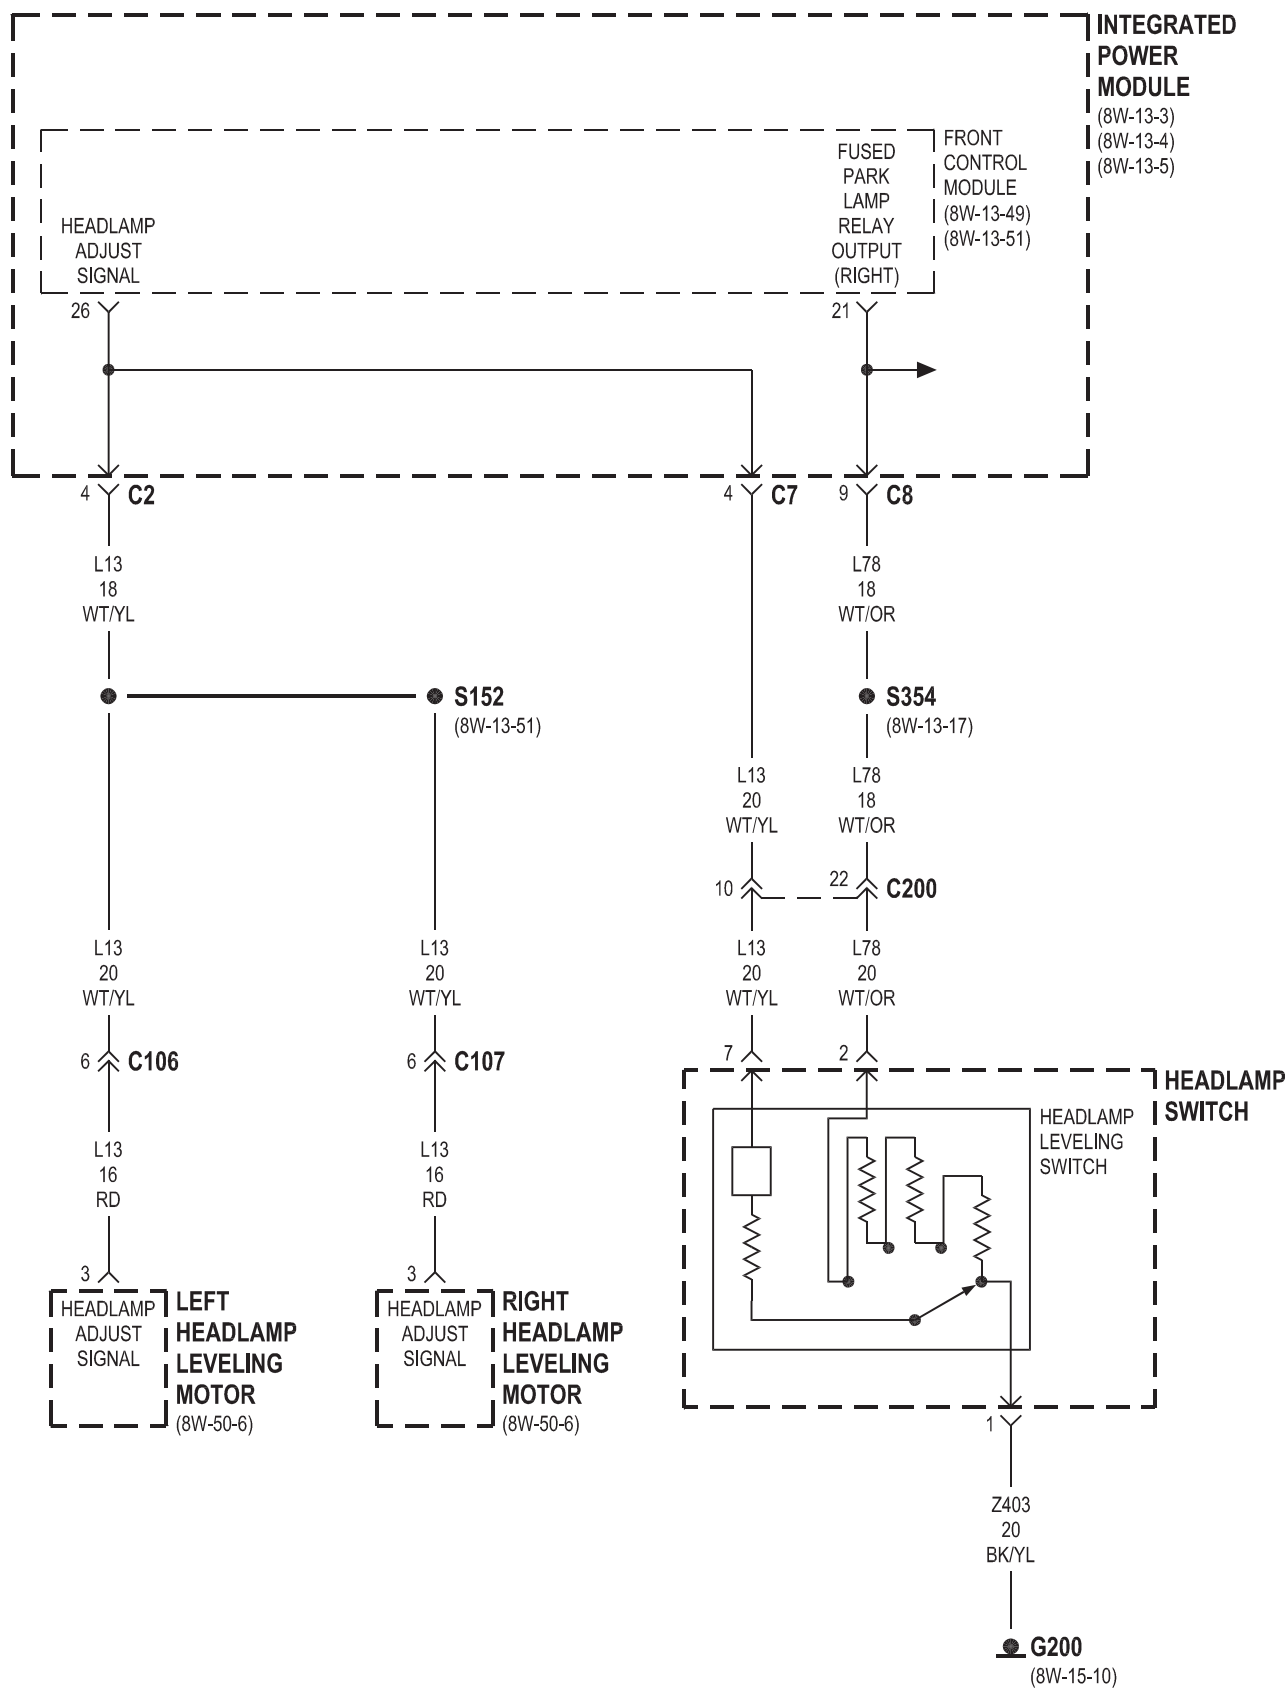 INTEGRATED
POWER
MODULE
(8W-13-3)
(8W-13-4)
(8W-13-5)
FRONT
CONTROL
MODULE
(8W-13-49)
(8W-13-51)
FUSED
PARK
LAMP
RELAY
OUTPUT
(RIGHT)
HEADLAMP
ADJUST
SIGNAL
26
21
4 C2
4 C7
9 C8
L13
18
WT/YL
L78
18
WT/OR
S152
(8W-13-51)
S354
(8W-13-17)
L13
20
WT/YL
L78
18
WT/OR
10
22
C200
L13
20
WT/YL
L13
20
WT/YL
L13
20
WT/YL
L78
20
WT/OR
6 C106
6 C107
7
2
HEADLAMP
SWITCH
HEADLAMP
LEVELING
SWITCH
L13
16
RD
L13
16
RD
3
3
HEADLAMP
ADJUST
SIGNAL
LEFT
HEADLAMP
LEVELING
MOTOR
(8W-50-6)
HEADLAMP
ADJUST
SIGNAL
RIGHT
HEADLAMP
LEVELING
MOTOR
(8W-50-6)
1
Z403
20
BK/YL
G200
(8W-15-10)